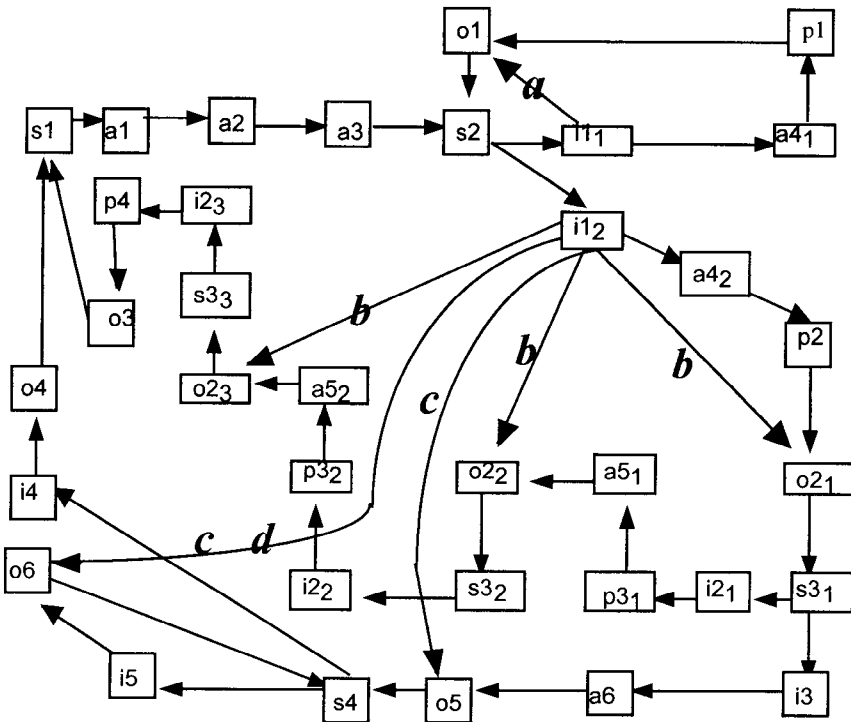 o1
p1
a
s1
a1
a2
a3
s2
i11
a41
p4
i23
i12
a42
s33
o3
b
b
b
p2
o4
o23
a52
c
p32
o22
a51
o21
i4
c
d
o6
i22
s32
p31
i21
s31
i5
s4
o5
a6
i3